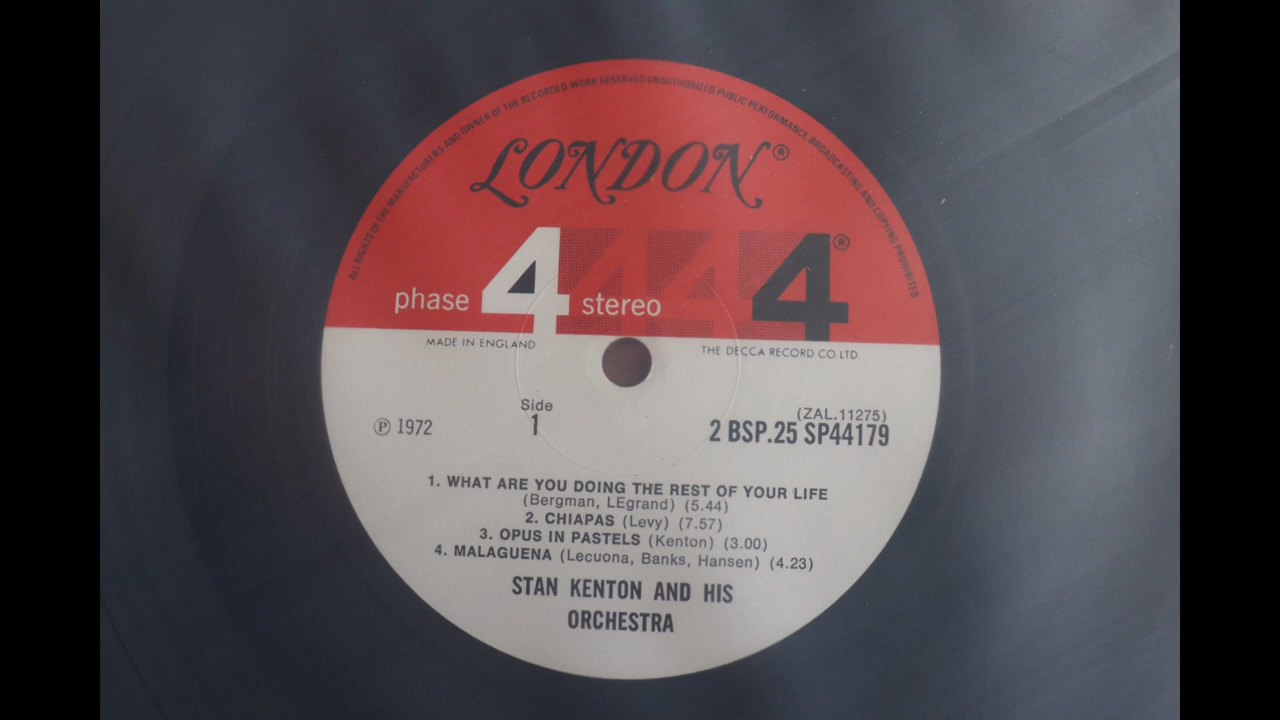 ALL RIGHTS OF THE MANUFACTURERS AND OWNER OF THE RECORDED WORK RESERVED UNAUTHORIZED PUBLIC PERFORMANCE BROADCASTING AND COPYING PROHIBITED
LONDON®
phase 4 stereo 4®
MADE IN ENGLAND
THE DECCA RECORD CO. LTD.
Side
1
℗ 1972
(ZAL.11275)
2 BSP.25 SP44179
1. WHAT ARE YOU DOING THE REST OF YOUR LIFE
(Bergman, LEgrand) (5.44)
2. CHIAPAS (Levy) (7.57)
3. OPUS IN PASTELS (Kenton) (3.00)
4. MALAGUENA (Lecuona, Banks, Hansen) (4.23)
STAN KENTON AND HIS
ORCHESTRA